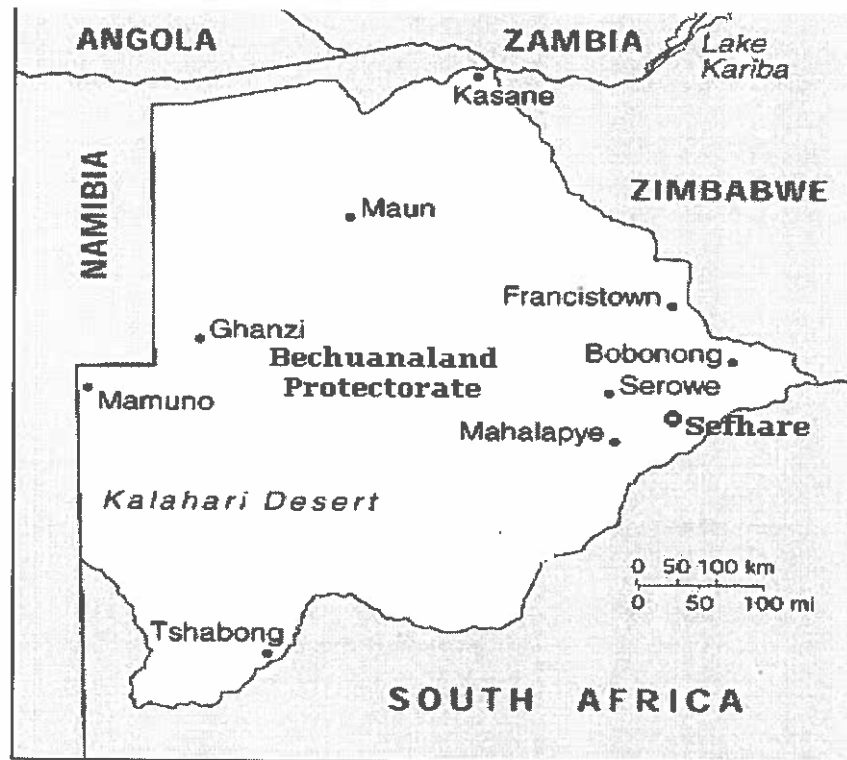 ANGOLA
ZAMBIA
Lake
Kariba
Kasane
NAMIBIA
ZIMBABWE
Maun
Francistown
Ghanzi
Bechuanaland
Protectorate
Bobonong
Serowe
Mamuno
Sefhare
Mahalapye
Kalahari Desert
0 50 100 km
0 50 100 mi
Tshabong
SOUTH AFRICA